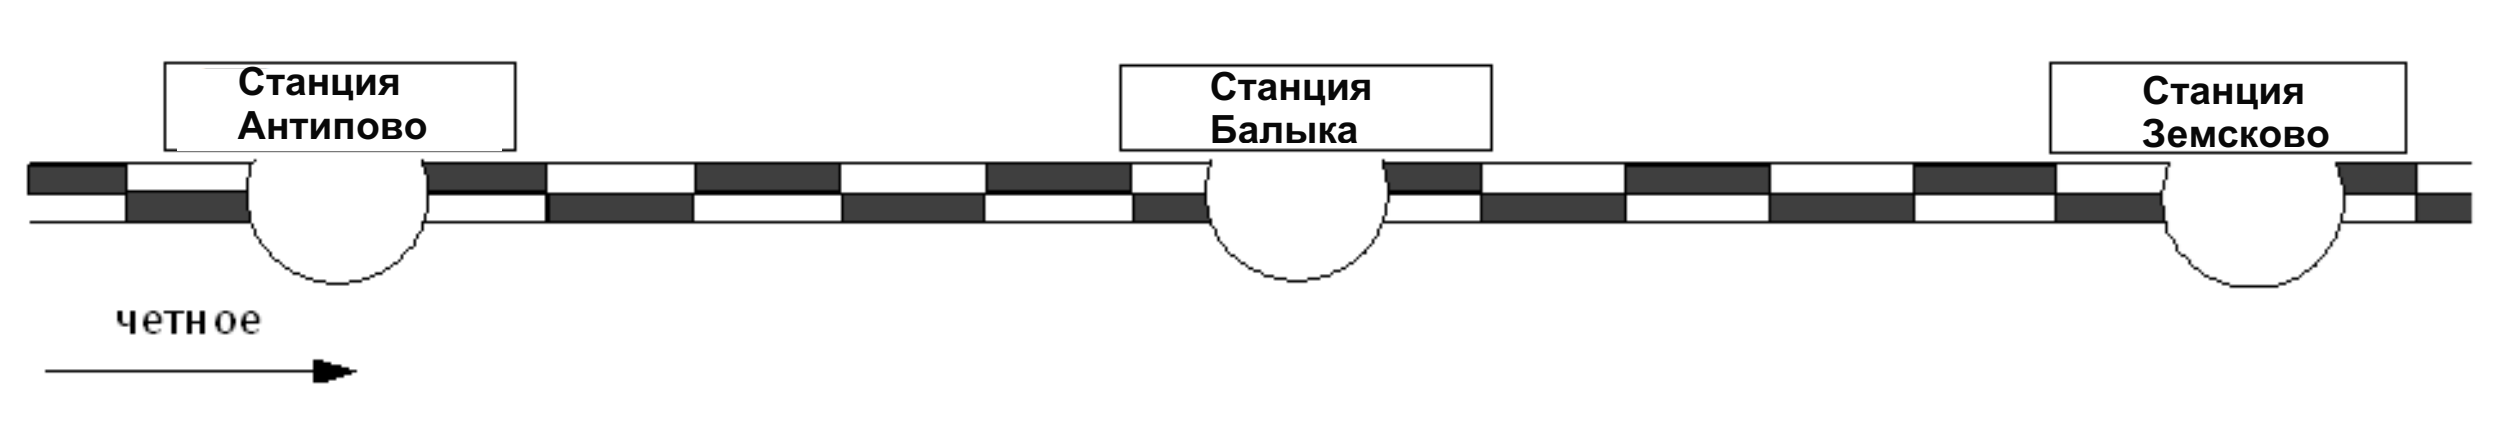 Станция
Антипово
Станция
Балыка
Станция
Земсково
четное